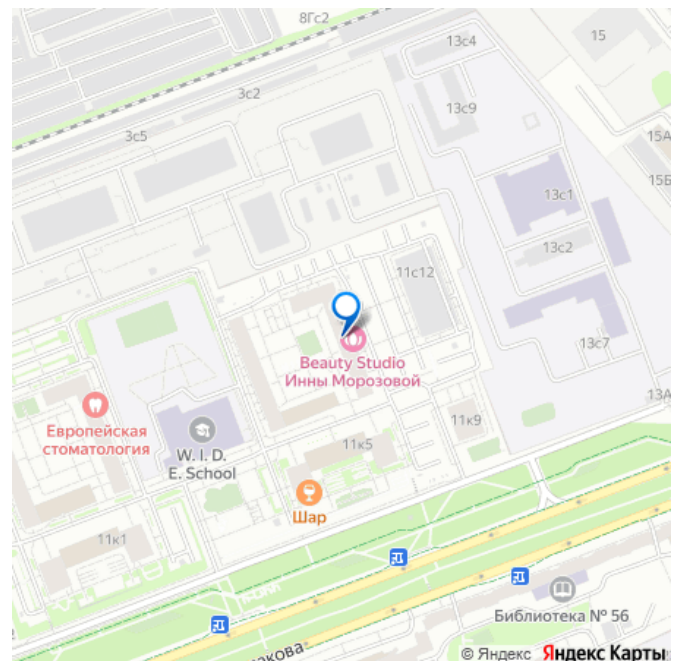 8Гс2
13с4
15
3с2
13с9
3с5
15А
15Б
13с1
13с2
11с12
13с7
Beauty Studio
Инны Морозовой
13А
Европейская
стоматология
11к9
11к5
W. I. D.
E. School
Шар
11к1
Библиотека № 56
© Яндекс Яндекс Карты